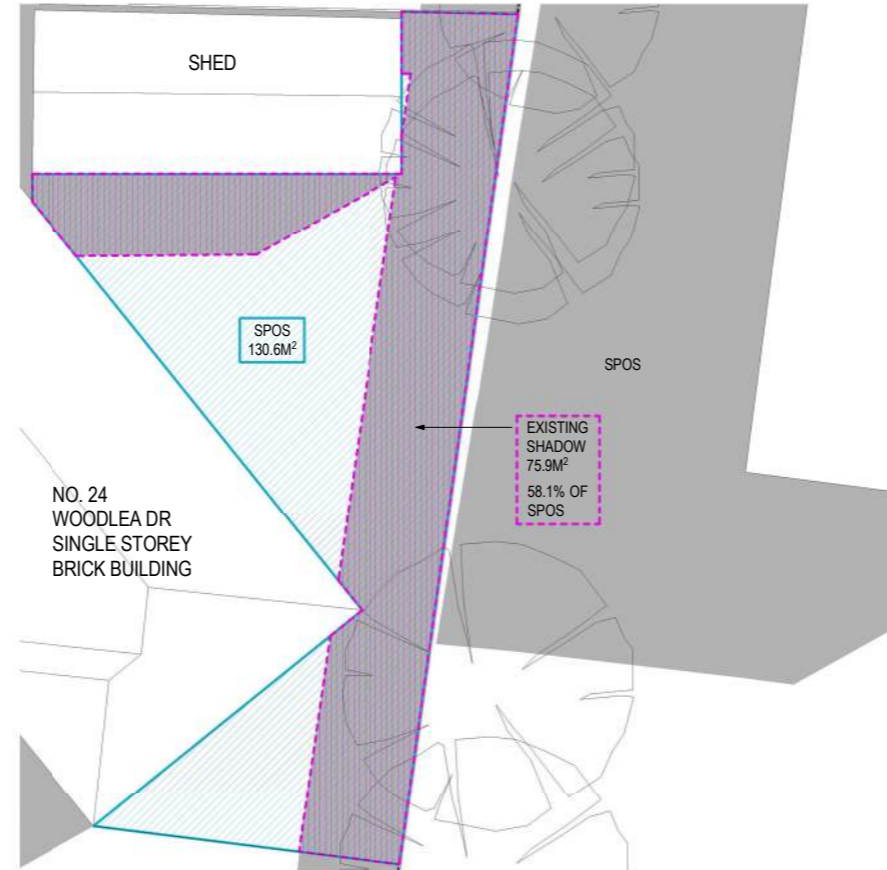 SHED
SPOS
130.6M²
SPOS
EXISTING
SHADOW
75.9M²
58.1% OF
SPOS
NO. 24
WOODLEA DR
SINGLE STOREY
BRICK BUILDING